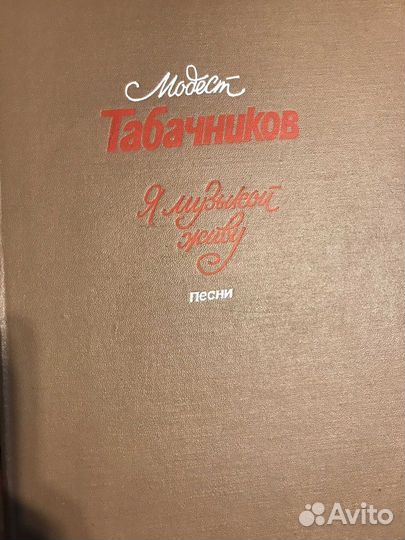 Модест
Табачников
Я музыкой
живу
песни
Avito